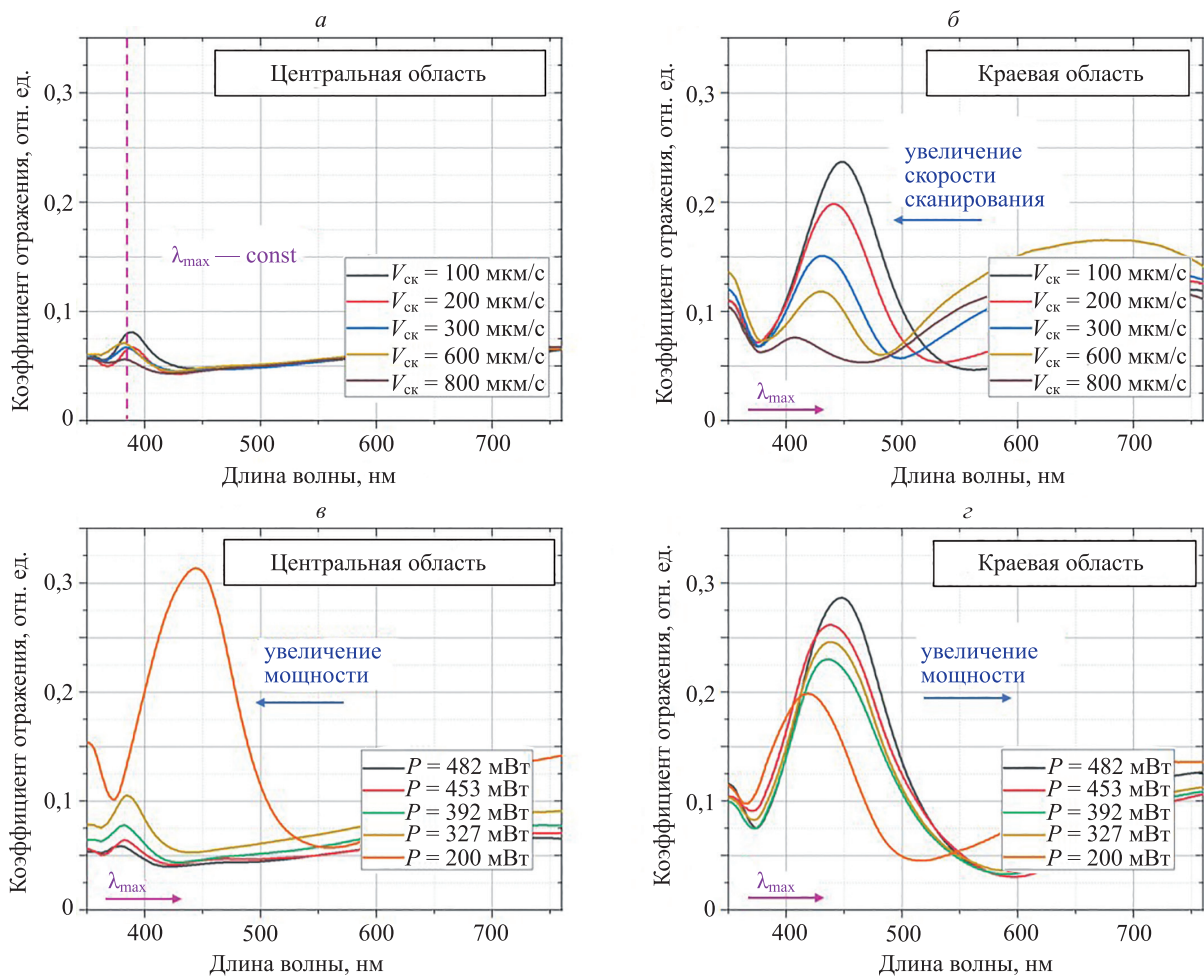 а
Коэффициент отражения, отн. ед.
0,3
0,2
0,1
0
Центральная область
λmax — const
Vск = 100 мкм/с
Vск = 200 мкм/с
Vск = 300 мкм/с
Vск = 600 мкм/с
Vск = 800 мкм/с
400 500 600 700
Длина волны, нм
б
Коэффициент отражения, отн. ед.
0,3
0,2
0,1
0
Краевая область
увеличение
скорости
сканирования
Vск = 100 мкм/с
Vск = 200 мкм/с
Vск = 300 мкм/с
Vск = 600 мкм/с
Vск = 800 мкм/с
λmax
400 500 600 700
Длина волны, нм
в
Коэффициент отражения, отн. ед.
0,3
0,2
0,1
0
Центральная область
увеличение
мощности
P = 482 мВт
P = 453 мВт
P = 392 мВт
P = 327 мВт
P = 200 мВт
λmax
400 500 600 700
Длина волны, нм
г
Коэффициент отражения, отн. ед.
0,3
0,2
0,1
0
Краевая область
увеличение
мощности
P = 482 мВт
P = 453 мВт
P = 392 мВт
P = 327 мВт
P = 200 мВт
λmax
400 500 600 700
Длина волны, нм